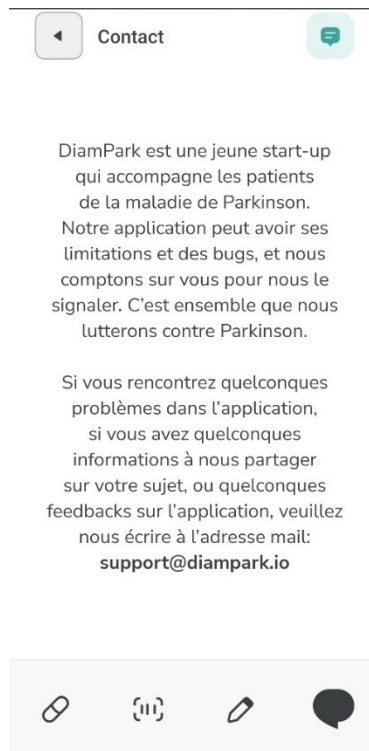 Contact
DiamPark est une jeune start-up
qui accompagne les patients
de la maladie de Parkinson.
Notre application peut avoir ses
limitations et des bugs, et nous
comptons sur vous pour nous le
signaler. C’est ensemble que nous
lutterons contre Parkinson.
Si vous rencontrez quelconques
problèmes dans l’application,
si vous avez quelconques
informations à nous partager
sur votre sujet, ou quelconques
feedbacks sur l’application, veuillez
nous écrire à l’adresse mail:
support@diampark.io